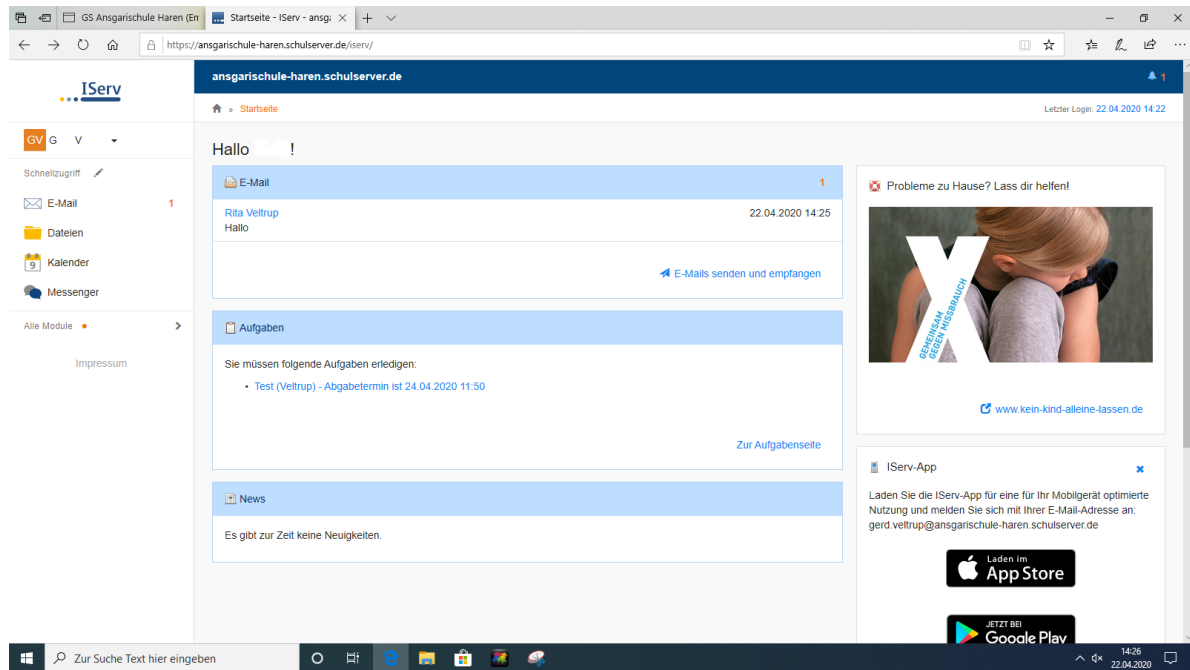 GS Ansgarischule Haren (Em
Startseite - IServ - ansga
https://ansgarischule-haren.schulserver.de/iserv/
IServ
ansgarischule-haren.schulserver.de
1
» Startseite
Letzter Login: 22.04.2020 14:22
GV G V
Schnellzugriff
E-Mail 1
Dateien
9 Kalender
Messenger
Alle Module
Impressum
Hallo !
E-Mail 1
Rita Veltrup 22.04.2020 14:25
Hallo
E-Mails senden und empfangen
Aufgaben
Sie müssen folgende Aufgaben erledigen:
• Test (Veltrup) - Abgabetermin ist 24.04.2020 11:50
Zur Aufgabenseite
News
Es gibt zur Zeit keine Neuigkeiten.
Probleme zu Hause? Lass dir helfen!
GEMEINSAM
GEGEN MISSBRAUCH
www.kein-kind-alleine-lassen.de
IServ-App
Laden Sie die IServ-App für eine für Ihr Mobilgerät optimierte
Nutzung und melden Sie sich mit Ihrer E-Mail-Adresse an:
gerd.veltrup@ansgarischule-haren.schulserver.de
Laden im
App Store
JETZT BEI
Google Play
Zur Suche Text hier eingeben
14:26
22.04.2020